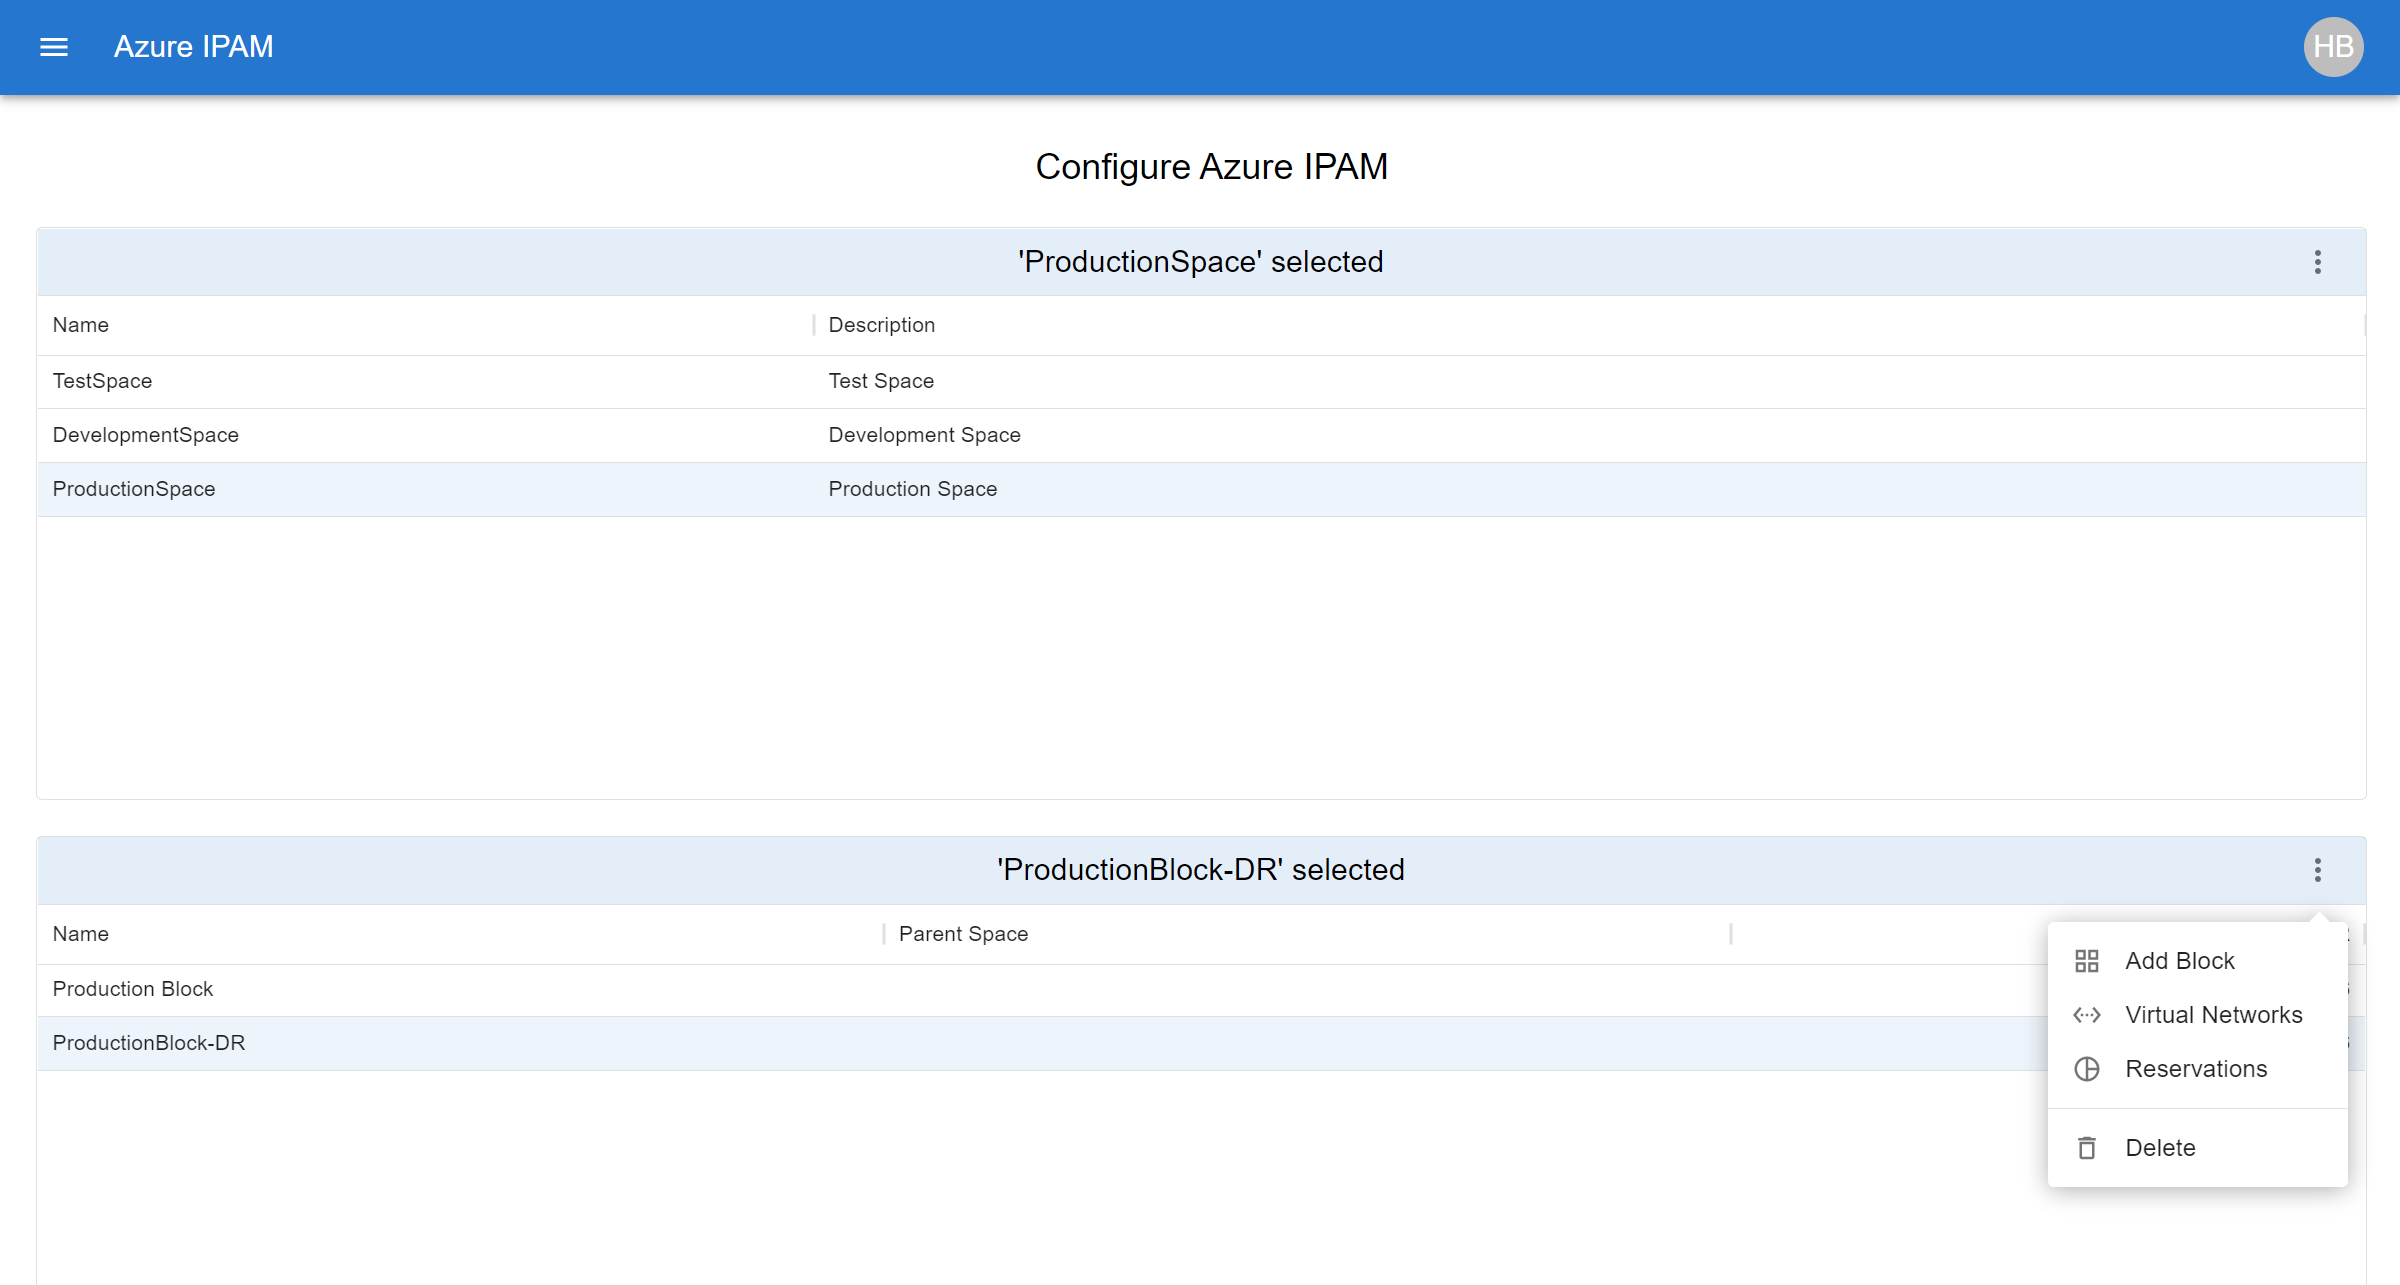 Azure IPAM
HB
Configure Azure IPAM
'ProductionSpace' selected
Name Description
TestSpace Test Space
DevelopmentSpace Development Space
ProductionSpace Production Space
'ProductionBlock-DR' selected
Name Parent Space
Production Block
ProductionBlock-DR
Add Block
Virtual Networks
Reservations
Delete